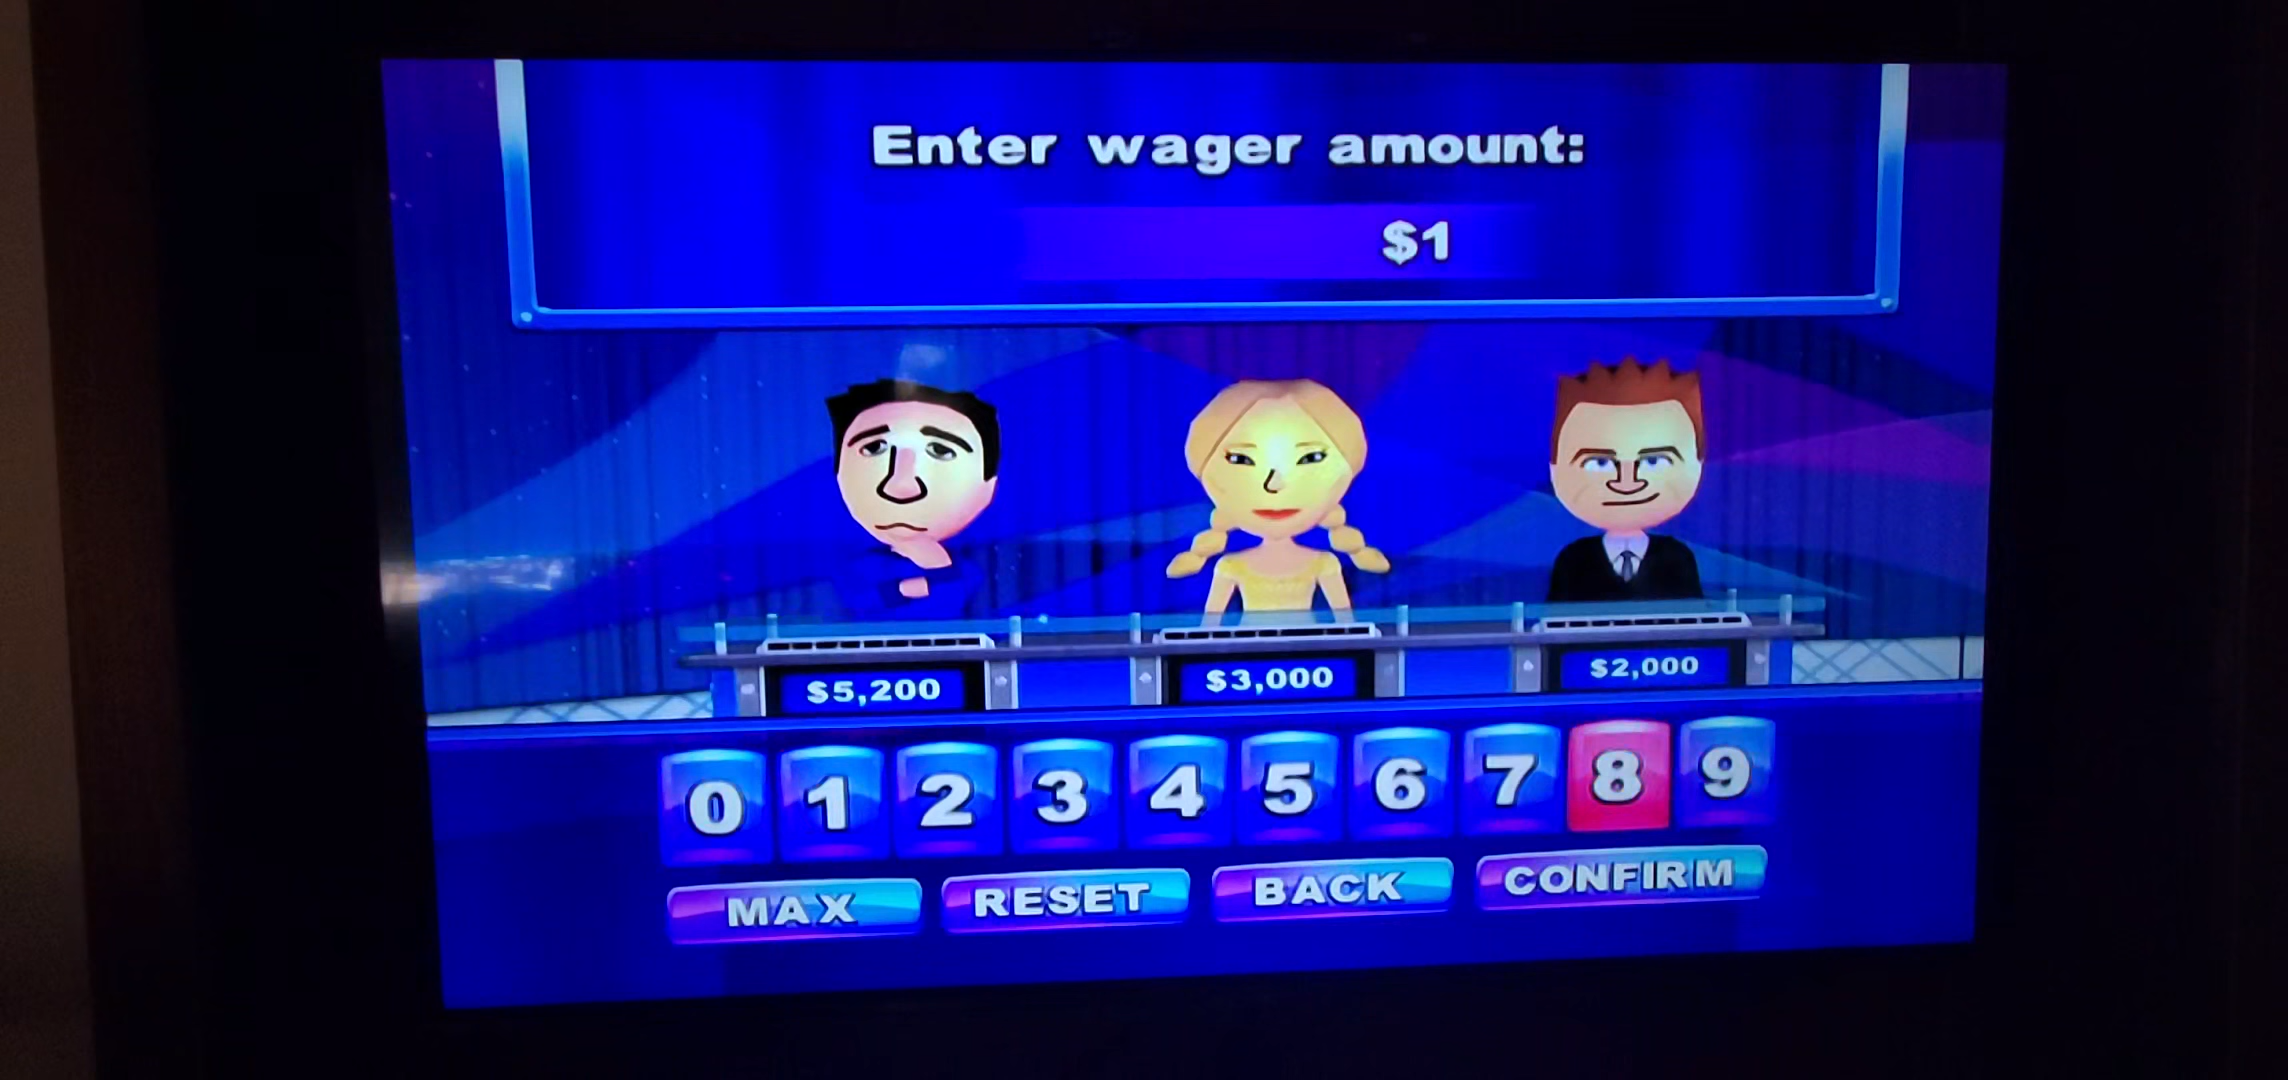 Enter wager amount:
$1
$5,200 $3,000 $2,000
0 1 2 3 4 5 6 7 8 9
MAX RESET BACK CONFIRM